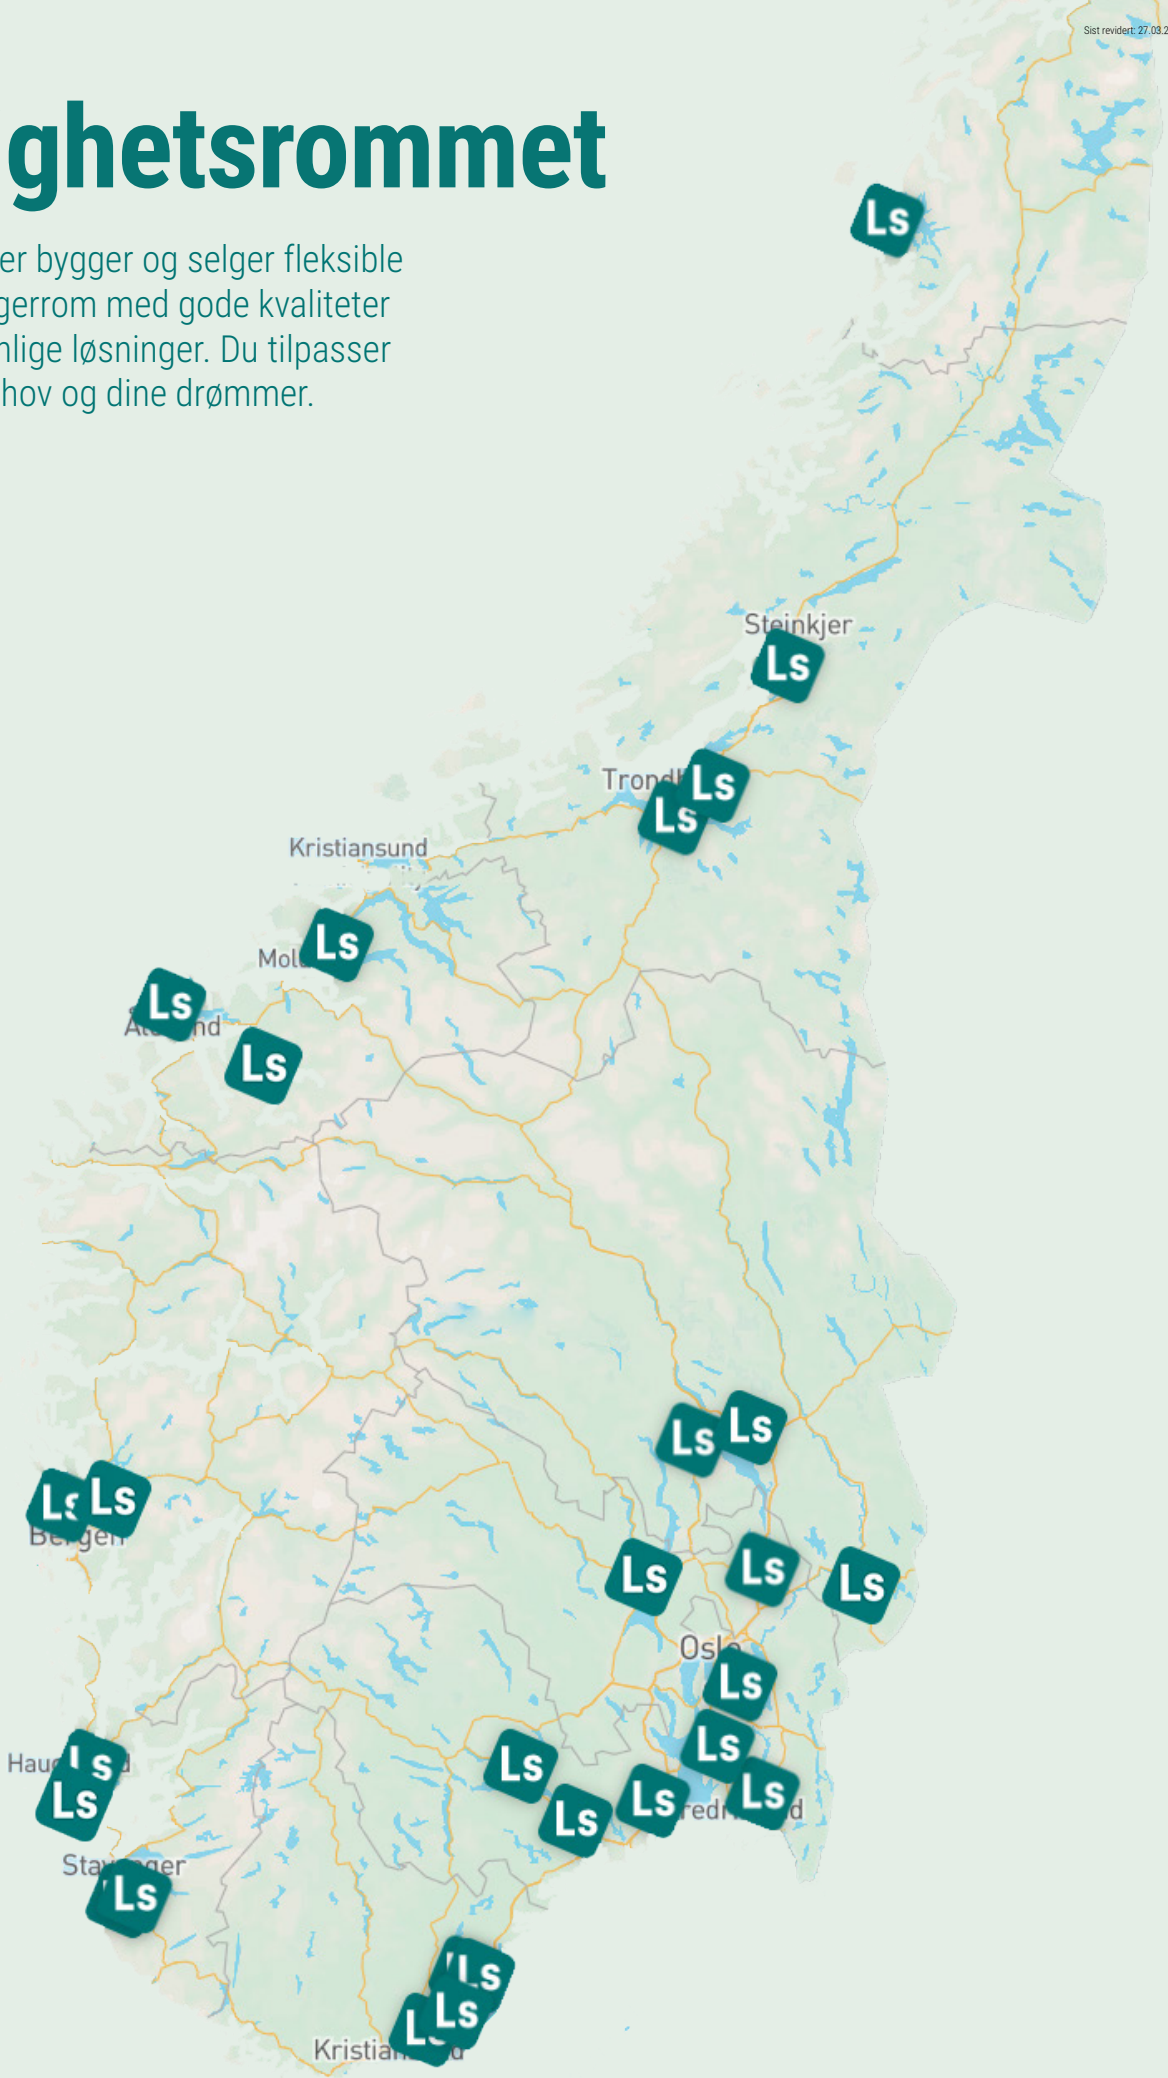 Sist revidert: 27.03.2
ghetsrommet
er bygger og selger fleksible
gerrom med gode kvaliteter
nlige løsninger. Du tilpasser
hov og dine drømmer.
Ls
Steinkjer
Ls
Ls
Ls
Kristiansund
Ls
Ls
Ls
Ls
Ls
Ls
Ls
Bergen
Ls
Ls
Ls
Oslo
Ls
Ls
Ls
Ls
Ls
Ls
Ls
Ls
Ls
Ls
Ls